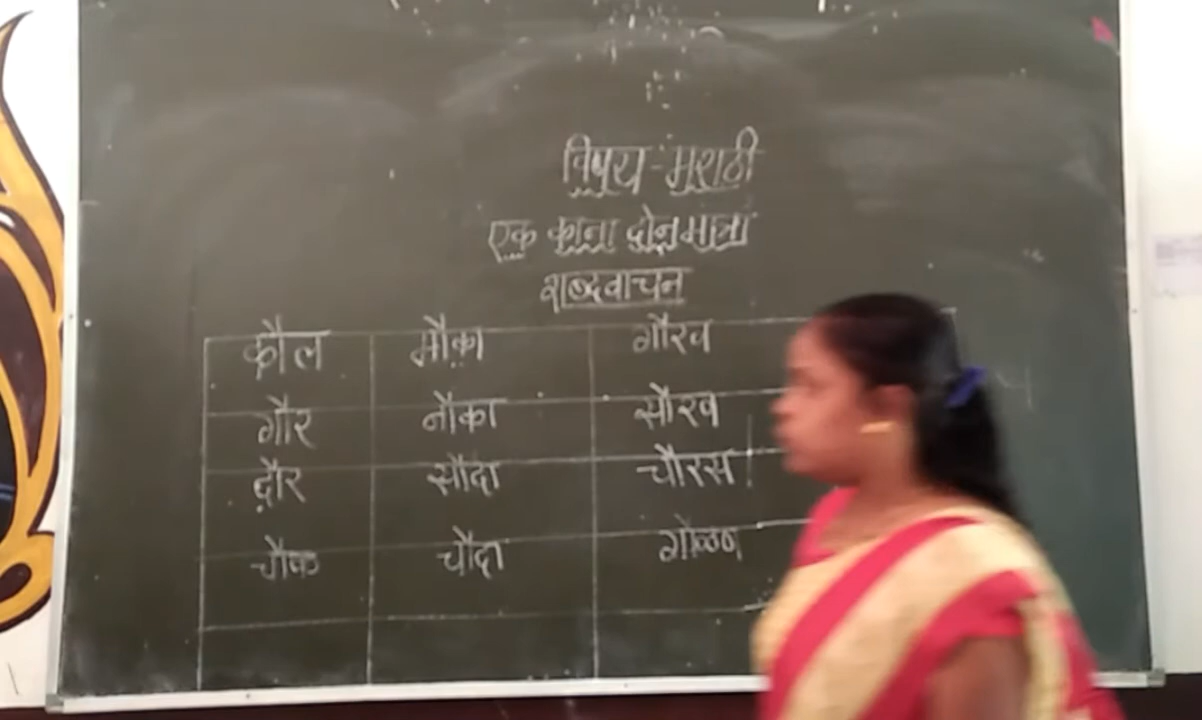 विषय - मराठी
एक काना दोन मात्रा
शब्दवाचन
कौल मौका गौरव
गौर नौका सौरव
दौर सौदा चौरस
चौक चौदा गौळण